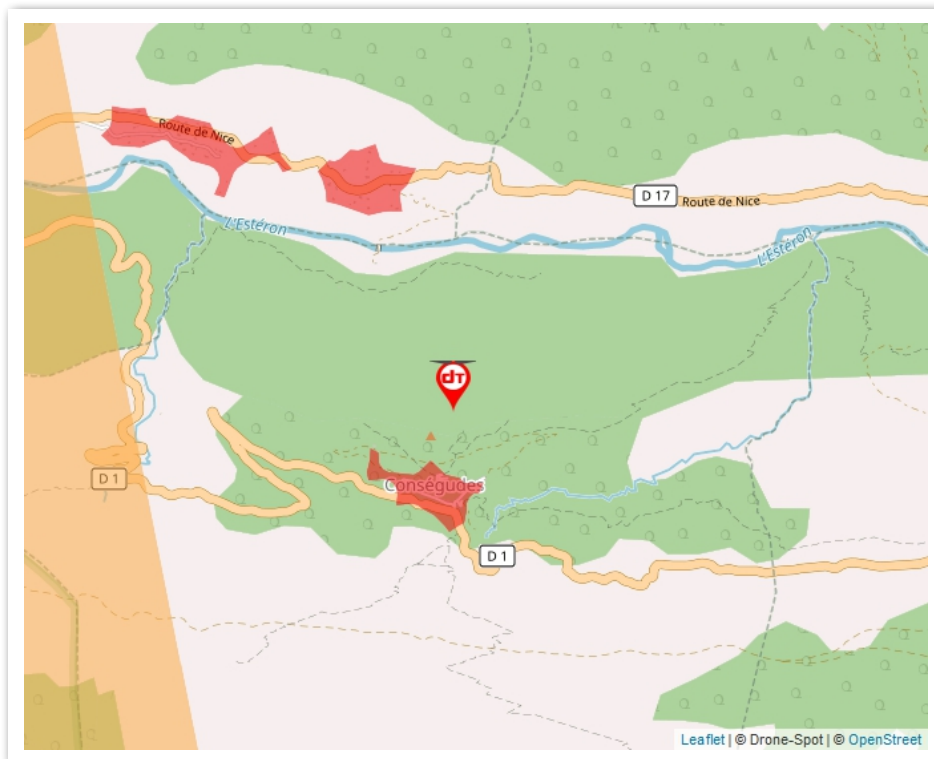 Route de Nice
D 17
Route de Nice
L'Estéron
L'Estéron
dT
D 1
Conségudes
D 1
Leaflet | © Drone-Spot | © OpenStreet